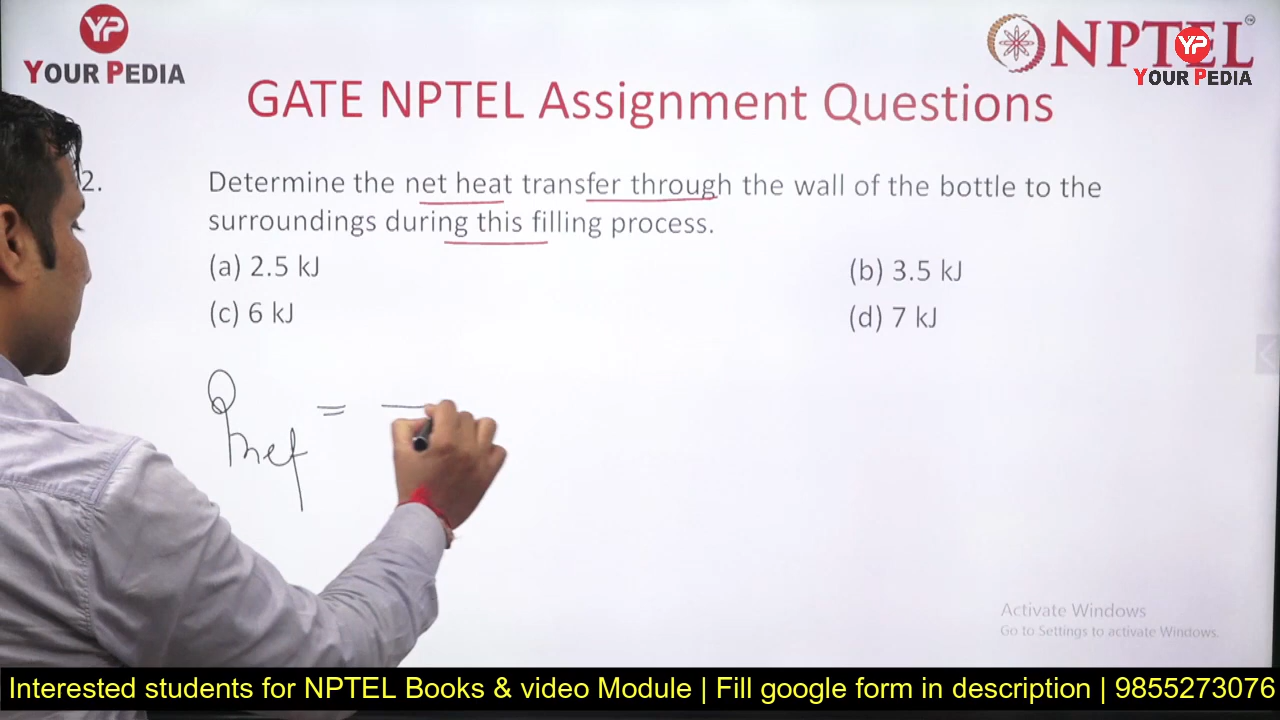 YP
YOUR PEDIA
NPTEL
YP
YOUR PEDIA
GATE NPTEL Assignment Questions
2.
Determine the net heat transfer through the wall of the bottle to the
surroundings during this filling process.
(a) 2.5 kJ
(b) 3.5 kJ
(c) 6 kJ
(d) 7 kJ
Q net =
Activate Windows
Go to Settings to activate Windows.
Interested students for NPTEL Books & video Module | Fill google form in description | 9855273076